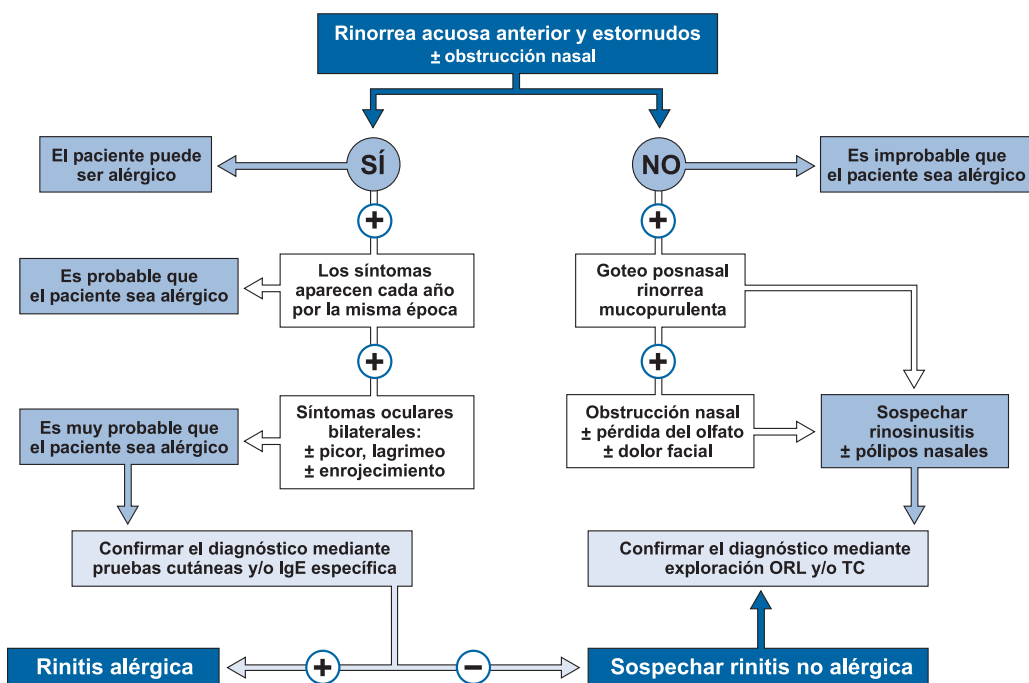 Rinorrea acuosa anterior y estornudos
± obstrucción nasal
El paciente puede
ser alérgico
SÍ
NO
Es improbable que
el paciente sea alérgico
+
+
Es probable que
el paciente sea alérgico
Los síntomas
aparecen cada año
por la misma época
Goteo posnasal
rinorrea
mucopurulenta
+
+
Es muy probable que
el paciente sea alérgico
Síntomas oculares
bilaterales:
± picor, lagrimeo
± enrojecimiento
Obstrucción nasal
± pérdida del olfato
± dolor facial
Sospechar
rinosinusitis
± pólipos nasales
Confirmar el diagnóstico mediante
pruebas cutáneas y/o IgE específica
Confirmar el diagnóstico mediante
exploración ORL y/o TC
Rinitis alérgica
+
−
Sospechar rinitis no alérgica